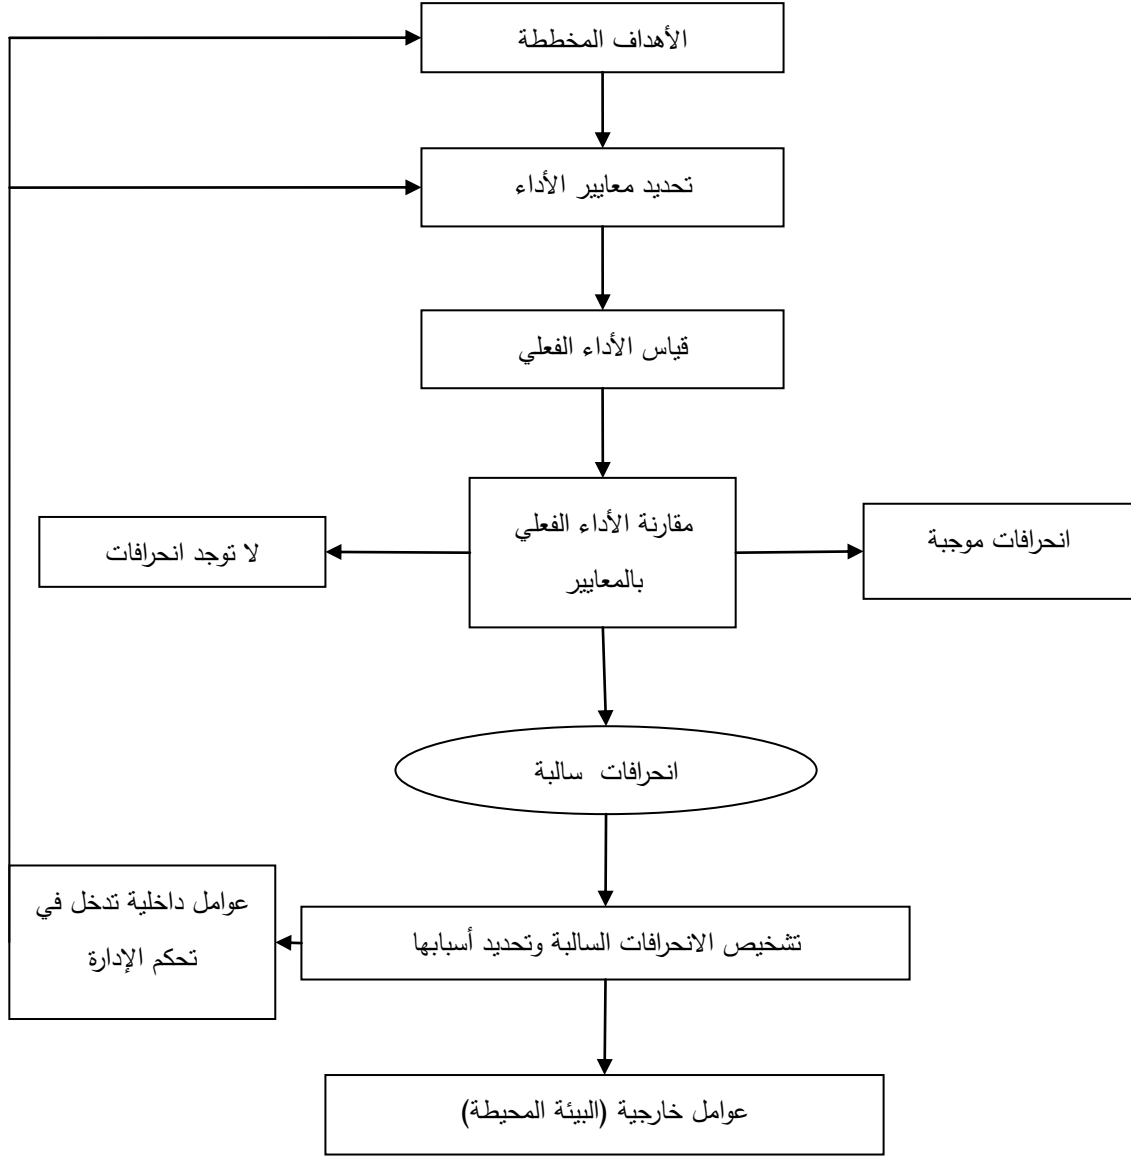 الأهداف المخططة
تحديد معايير الأداء
قياس الأداء الفعلي
مقارنة الأداء الفعلي
بالمعايير
انحرافات موجبة
لا توجد انحرافات
انحرافات سالبة
تشخيص الانحرافات السالبة وتحديد أسبابها
عوامل داخلية تدخل في
تحكم الإدارة
عوامل خارجية (البيئة المحيطة)